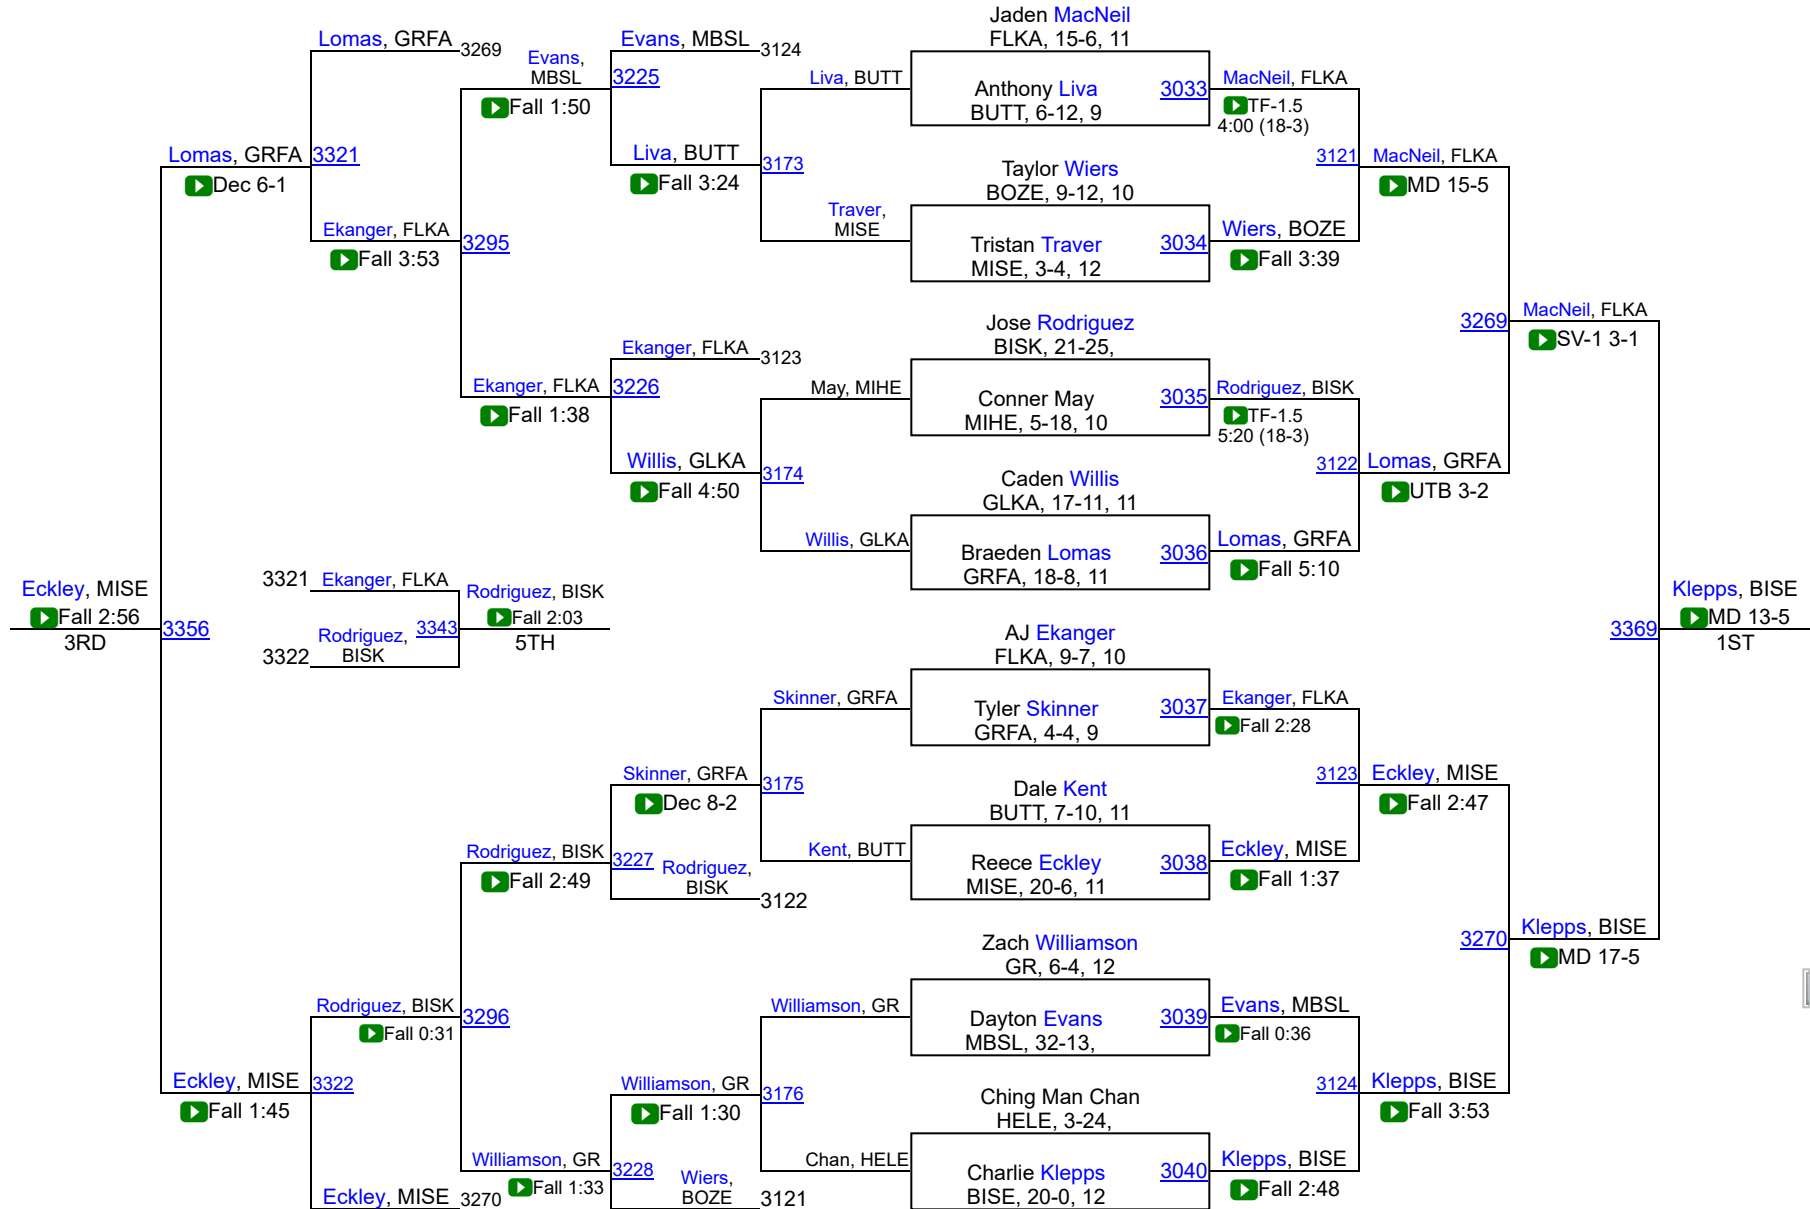 Jaden MacNeil
FLKA, 15-6, 11
Lomas, GRFA 3269
Evans, MBSL 3124
Evans,
MBSL
3225
Liva, BUTT
Anthony Liva
BUTT, 6-12, 9
3033
MacNeil, FLKA
TF-1.5
4:00 (18-3)
Fall 1:50
Lomas, GRFA
3321
Dec 6-1
Liva, BUTT
3173
Fall 3:24
Taylor Wiers
BOZE, 9-12, 10
3121
MacNeil, FLKA
MD 15-5
Ekanger, FLKA
3295
Fall 3:53
Traver,
MISE
Tristan Traver
MISE, 3-4, 12
3034
Wiers, BOZE
Fall 3:39
Jose Rodriguez
BISK, 21-25,
3269
MacNeil, FLKA
SV-1 3-1
Ekanger, FLKA 3123
Ekanger, FLKA
3226
Fall 1:38
May, MIHE
Conner May
MIHE, 5-18, 10
3035
Rodriguez, BISK
TF-1.5
5:20 (18-3)
Willis, GLKA
3174
Fall 4:50
Caden Willis
GLKA, 17-11, 11
3122
Lomas, GRFA
UTB 3-2
Willis, GLKA
Braeden Lomas
GRFA, 18-8, 11
3036
Lomas, GRFA
Fall 5:10
Eckley, MISE
Fall 2:56
3RD
3356
3321 Ekanger, FLKA
3322 Rodriguez,
BISK
3343
Rodriguez, BISK
Fall 2:03
5TH
Klepps, BISE
3369
MD 13-5
1ST
AJ Ekanger
FLKA, 9-7, 10
Skinner, GRFA
Tyler Skinner
GRFA, 4-4, 9
3037
Ekanger, FLKA
Fall 2:28
Skinner, GRFA
3175
Dec 8-2
Dale Kent
BUTT, 7-10, 11
3123
Eckley, MISE
Fall 2:47
Rodriguez, BISK
3227
Fall 2:49
Rodriguez,
BISK
3122
Kent, BUTT
Reece Eckley
MISE, 20-6, 11
3038
Eckley, MISE
Fall 1:37
Zach Williamson
GR, 6-4, 12
3270
Klepps, BISE
MD 17-5
Rodriguez, BISK
3296
Fall 0:31
Williamson, GR
Dayton Evans
MBSL, 32-13,
3039
Evans, MBSL
Fall 0:36
Eckley, MISE
3322
Fall 1:45
Williamson, GR
3176
Fall 1:30
Ching Man Chan
HELE, 3-24,
3124
Klepps, BISE
Fall 3:53
Williamson, GR
3228
Fall 1:33
Chan, HELE
Charlie Klepps
BISE, 20-0, 12
3040
Klepps, BISE
Fall 2:48
Eckley, MISE 3270
Wiers,
BOZE
3121